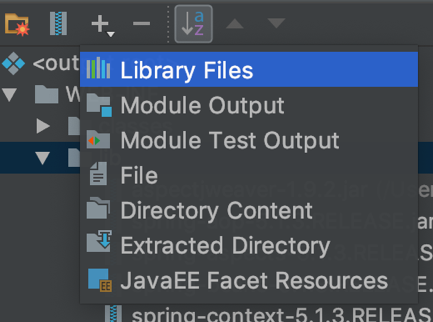 <out
Library Files
Module Output
Module Test Output
File
Directory Content
Extracted Directory
JavaEE Facet Resources
spring-context-5.1.3.RELEASE